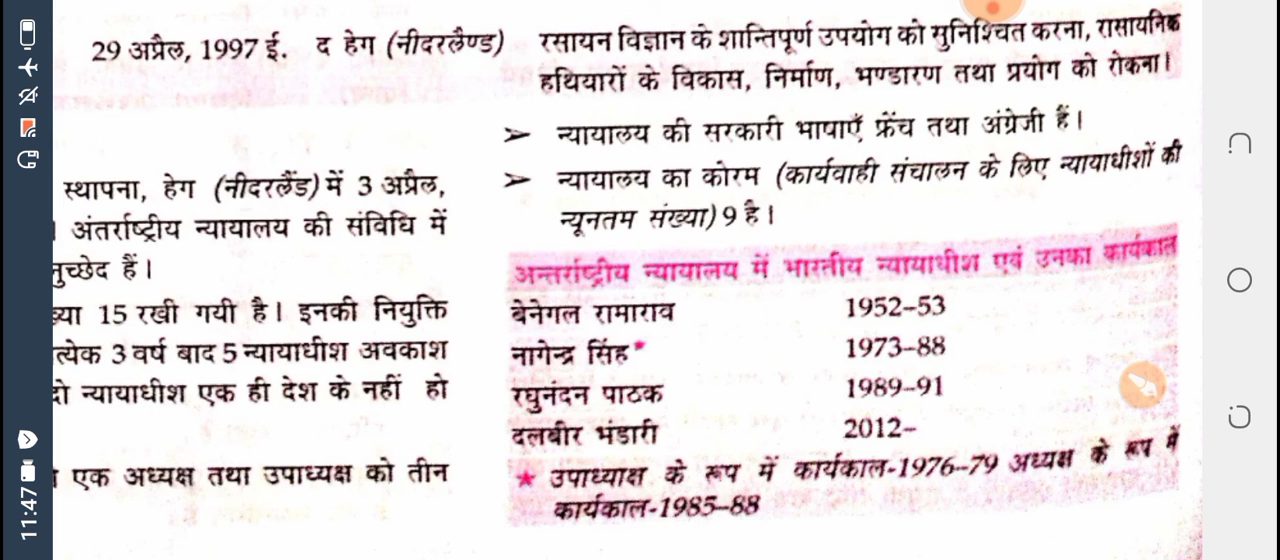 29 अप्रैल, 1997 ई. द हेग (नीदरलैण्ड) रसायन विज्ञान के शान्तिपूर्ण उपयोग को सुनिश्चित करना, रासायनिक
हथियारों के विकास, निर्माण, भण्डारण तथा प्रयोग को रोकना।
स्थापना, हेग (नीदरलैंड) में 3 अप्रैल,
अंतर्राष्ट्रीय न्यायालय की संविधि में
नुच्छेद हैं।
ख्या 15 रखी गयी है। इनकी नियुक्ति
त्येक 3 वर्ष बाद 5 न्यायाधीश अवकाश
दो न्यायाधीश एक ही देश के नहीं हो
एक अध्यक्ष तथा उपाध्यक्ष को तीन
➢ न्यायालय की सरकारी भाषाएँ फ्रेंच तथा अंग्रेजी हैं।
➢ न्यायालय का कोरम (कार्यवाही संचालन के लिए न्यायाधीशों की
न्यूनतम संख्या) 9 है।
अन्तर्राष्ट्रीय न्यायालय में भारतीय न्यायाधीश एवं उनका कार्यकाल
बेनेगल रामाराव 1952-53
नागेन्द्र सिंह* 1973-88
रघुनंदन पाठक 1989-91
दलबीर भंडारी 2012-
★ उपाध्याक्ष के रूप में कार्यकाल-1976-79 अध्यक्ष के रूप में
कार्यकाल-1985-88
11:47